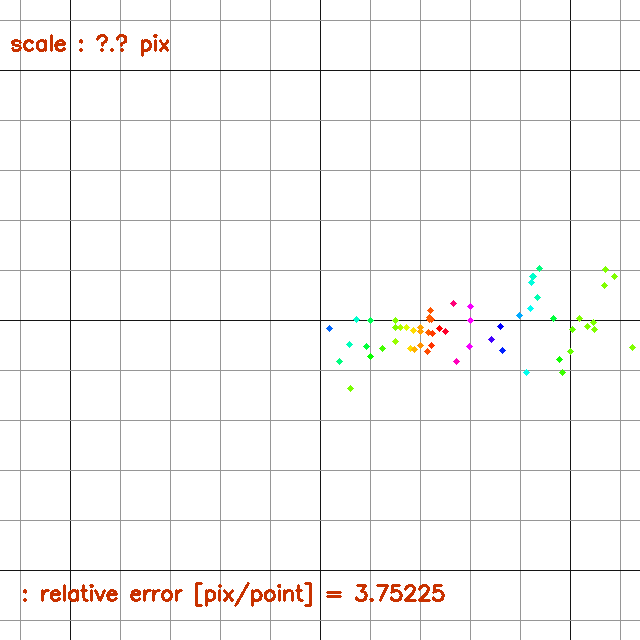 scale : ?.? pix
: relative error [pix/point] = 3.75225